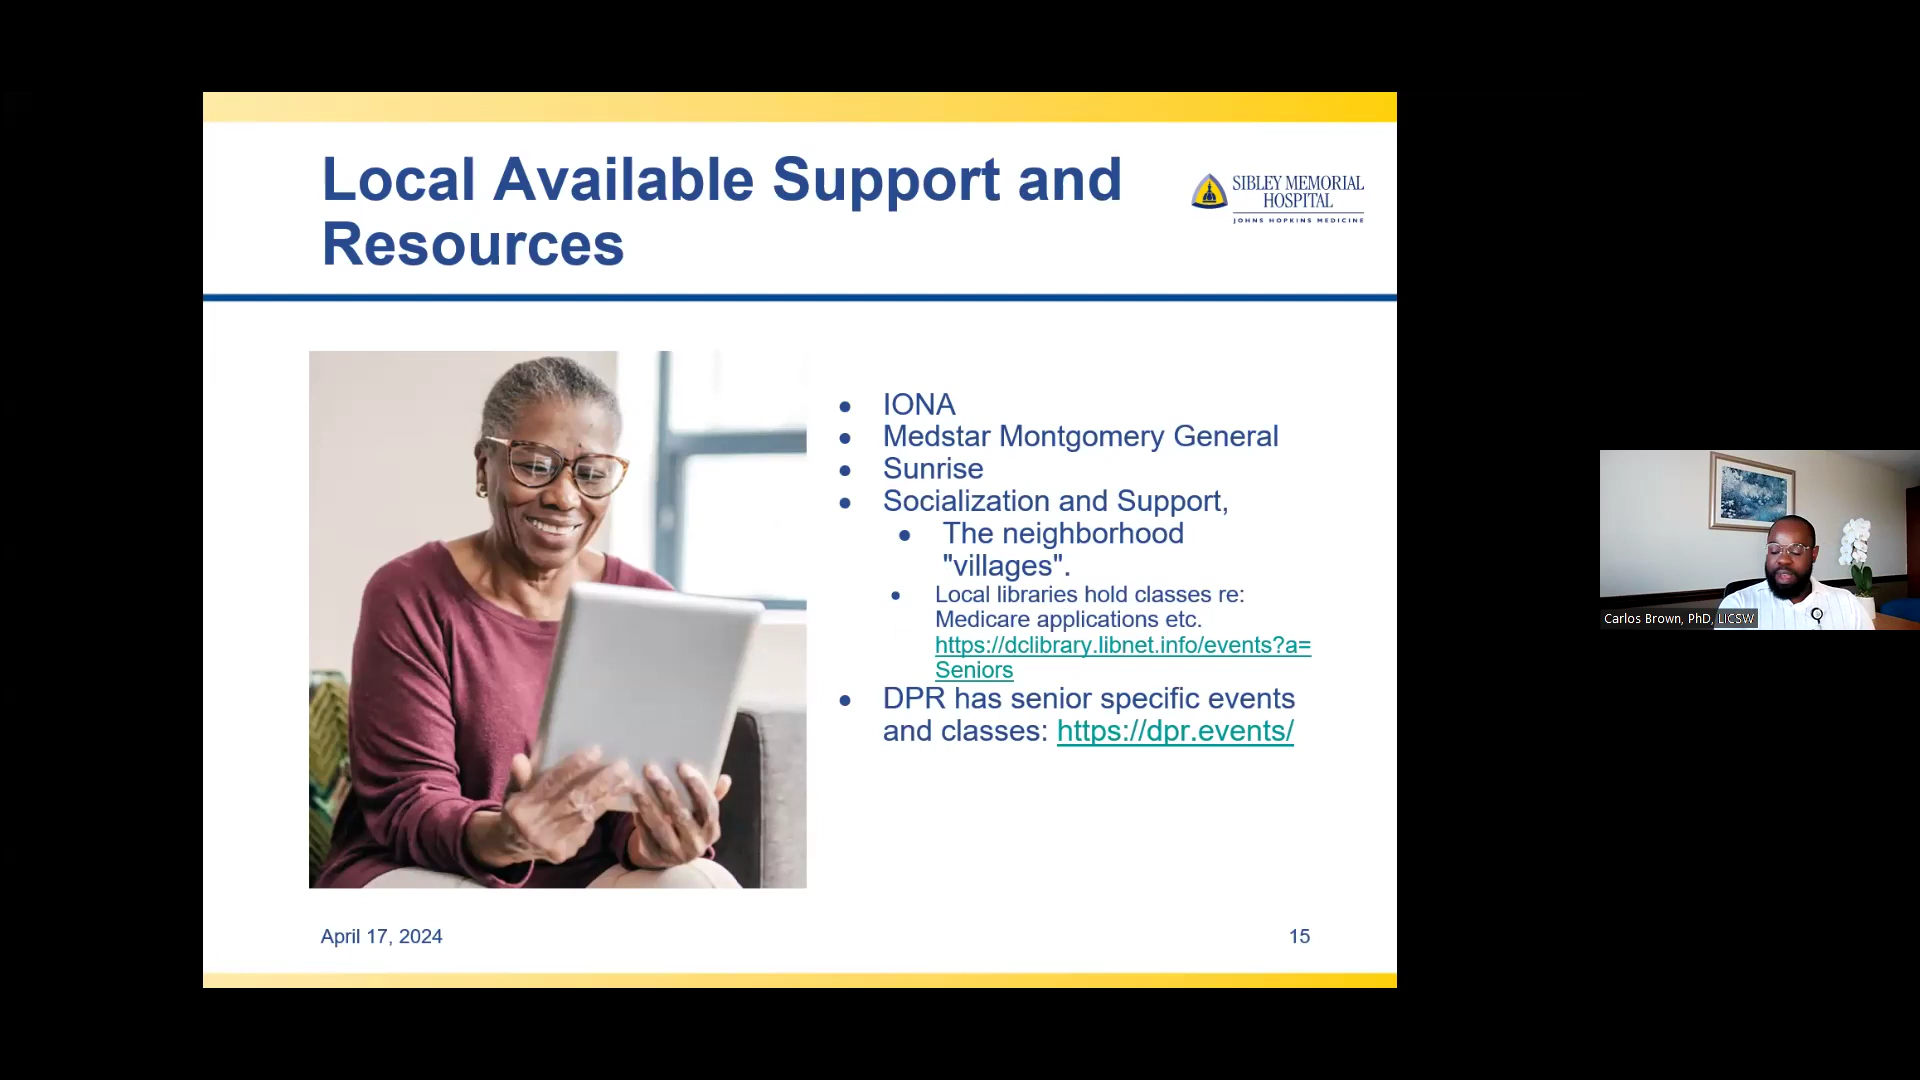 Local Available Support and
Resources
SIBLEY MEMORIAL
HOSPITAL
JOHNS HOPKINS MEDICINE
• IONA
• Medstar Montgomery General
• Sunrise
• Socialization and Support,
• The neighborhood
"villages".
• Local libraries hold classes re:
Medicare applications etc.
https://dclibrary.libnet.info/events?a=
Seniors
• DPR has senior specific events
and classes: https://dpr.events/
April 17, 2024
15
Carlos Brown, PhD, LICSW